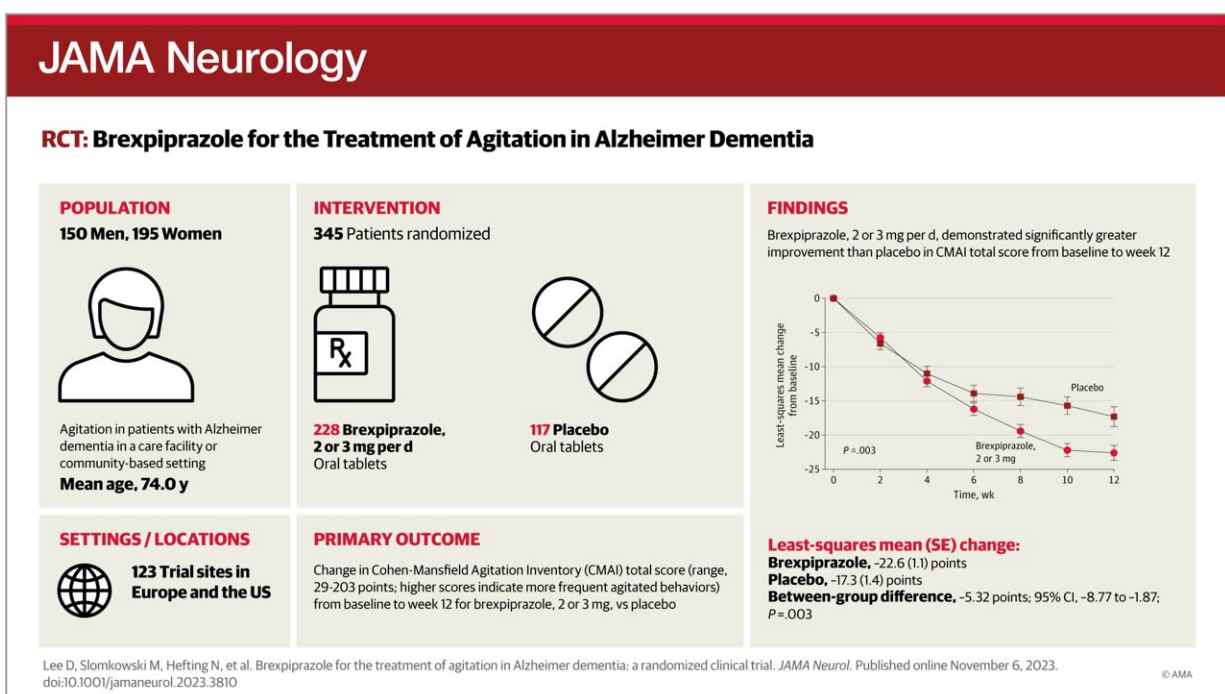 JAMA Neurology
RCT: Brexpiprazole for the Treatment of Agitation in Alzheimer Dementia
POPULATION
150 Men, 195 Women
Agitation in patients with Alzheimer
dementia in a care facility or
community-based setting
Mean age, 74.0 y
INTERVENTION
345 Patients randomized
Rx
228 Brexpiprazole,
2 or 3 mg per d
Oral tablets
117 Placebo
Oral tablets
SETTINGS / LOCATIONS
123 Trial sites in
Europe and the US
PRIMARY OUTCOME
Change in Cohen-Mansfield Agitation Inventory (CMAI) total score (range,
29-203 points; higher scores indicate more frequent agitated behaviors)
from baseline to week 12 for brexpiprazole, 2 or 3 mg, vs placebo
FINDINGS
Brexpiprazole, 2 or 3 mg per d, demonstrated significantly greater
improvement than placebo in CMAI total score from baseline to week 12
Least-squares mean change
from baseline
0
-5
-10
-15
-20
-25
Placebo
Brexpiprazole,
2 or 3 mg
P=.003
0 2 4 6 8 10 12
Time, wk
Least-squares mean (SE) change:
Brexpiprazole, -22.6 (1.1) points
Placebo, -17.3 (1.4) points
Between-group difference, -5.32 points; 95% CI, -8.77 to -1.87;
P=.003
Lee D, Slomkowski M, Hefting N, et al. Brexpiprazole for the treatment of agitation in Alzheimer dementia: a randomized clinical trial. JAMA Neurol. Published online November 6, 2023.
doi:10.1001/jamaneurol.2023.3810
© AMA